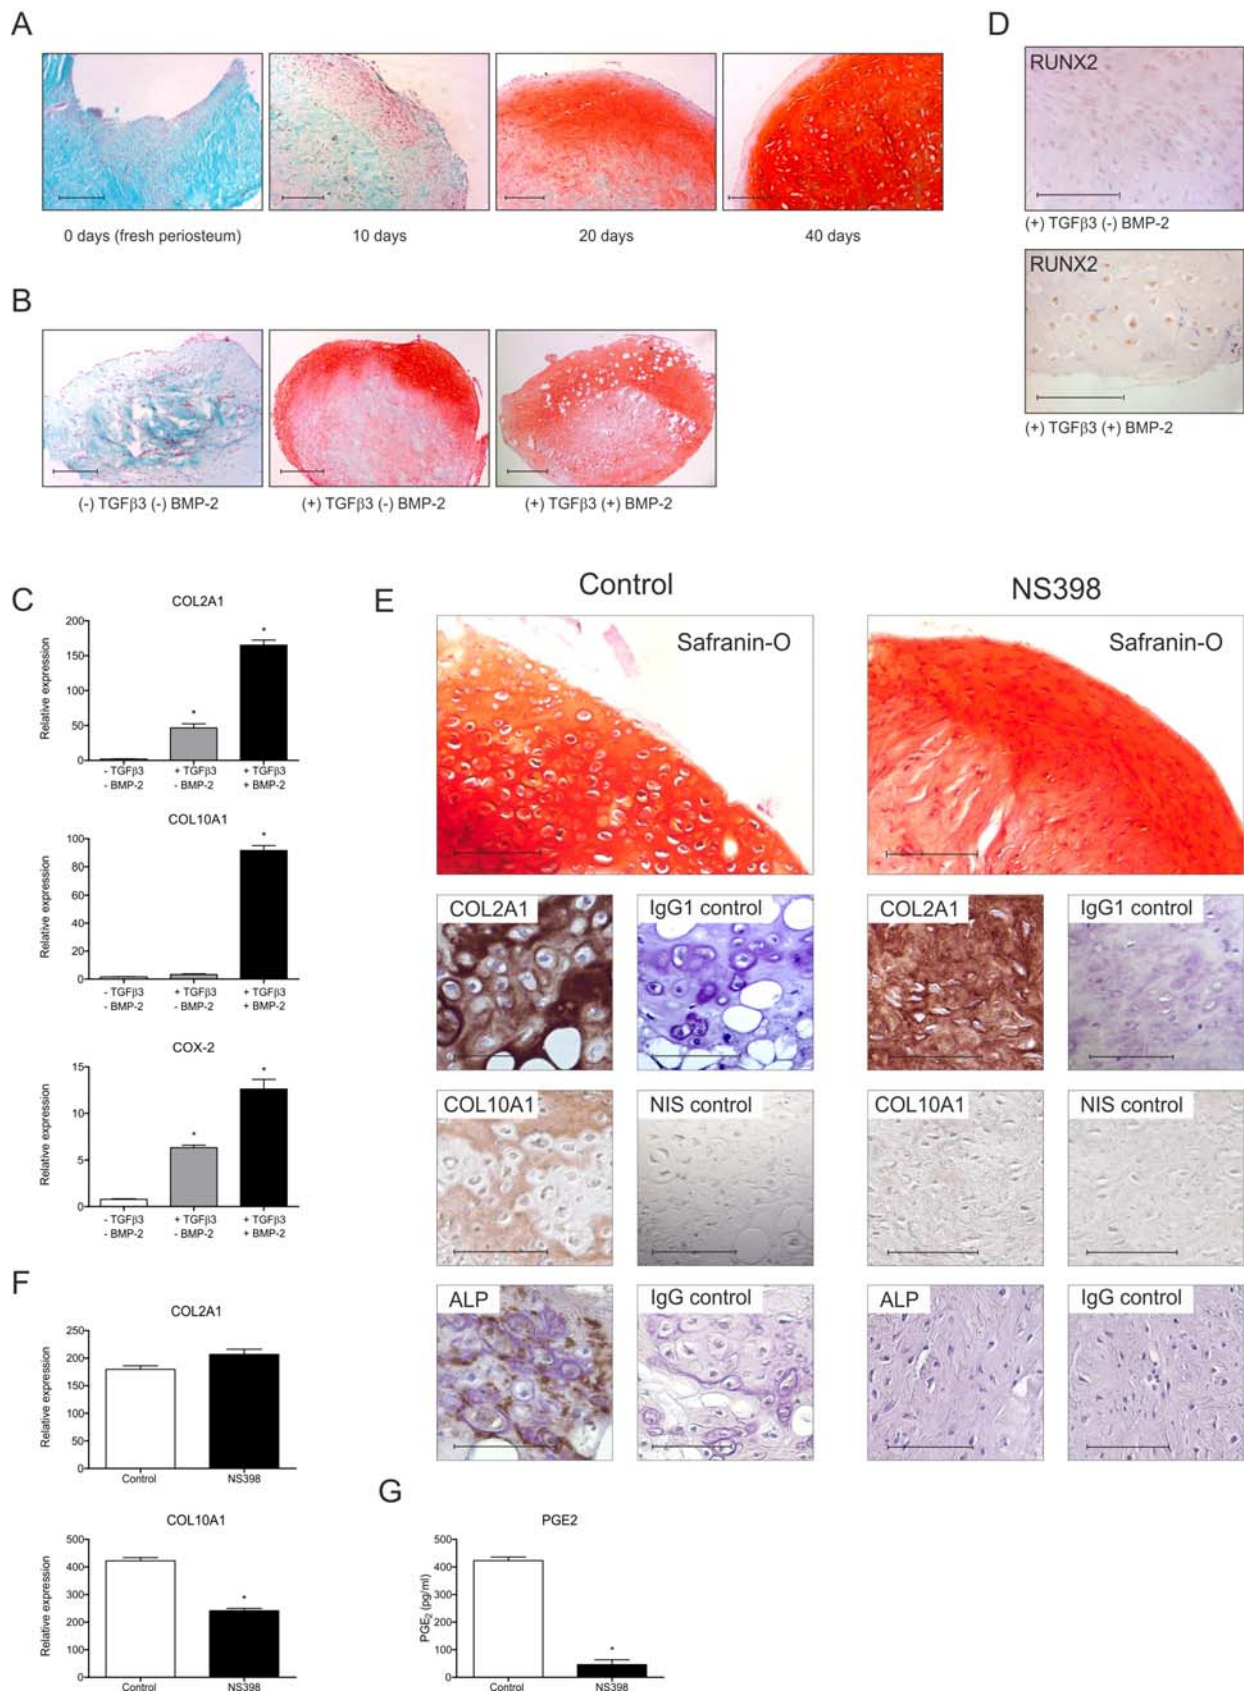 A
0 days (fresh periosteum)
10 days
20 days
40 days
B
(-) TGFβ3 (-) BMP-2
(+) TGFβ3 (-) BMP-2
(+) TGFβ3 (+) BMP-2
D
RUNX2
(+) TGFβ3 (-) BMP-2
RUNX2
(+) TGFβ3 (+) BMP-2
C
COL2A1
Relative expression
200
150
100
50
0
- TGFβ3
- BMP-2
+ TGFβ3
- BMP-2
+ TGFβ3
+ BMP-2
*
*
COL10A1
Relative expression
100
80
60
40
20
0
- TGFβ3
- BMP-2
+ TGFβ3
- BMP-2
+ TGFβ3
+ BMP-2
*
COX-2
Relative expression
15
10
5
0
- TGFβ3
- BMP-2
+ TGFβ3
- BMP-2
+ TGFβ3
+ BMP-2
*
*
E
Control
NS398
Safranin-O
Safranin-O
COL2A1
IgG1 control
COL2A1
IgG1 control
COL10A1
NIS control
COL10A1
NIS control
ALP
IgG control
ALP
IgG control
F
COL2A1
Relative expression
250
200
150
100
50
0
Control
NS398
COL10A1
Relative expression
500
400
300
200
100
0
*
Control
NS398
G
PGE2
PGE₂ (pg/ml)
500
400
300
200
100
0
*
Control
NS398